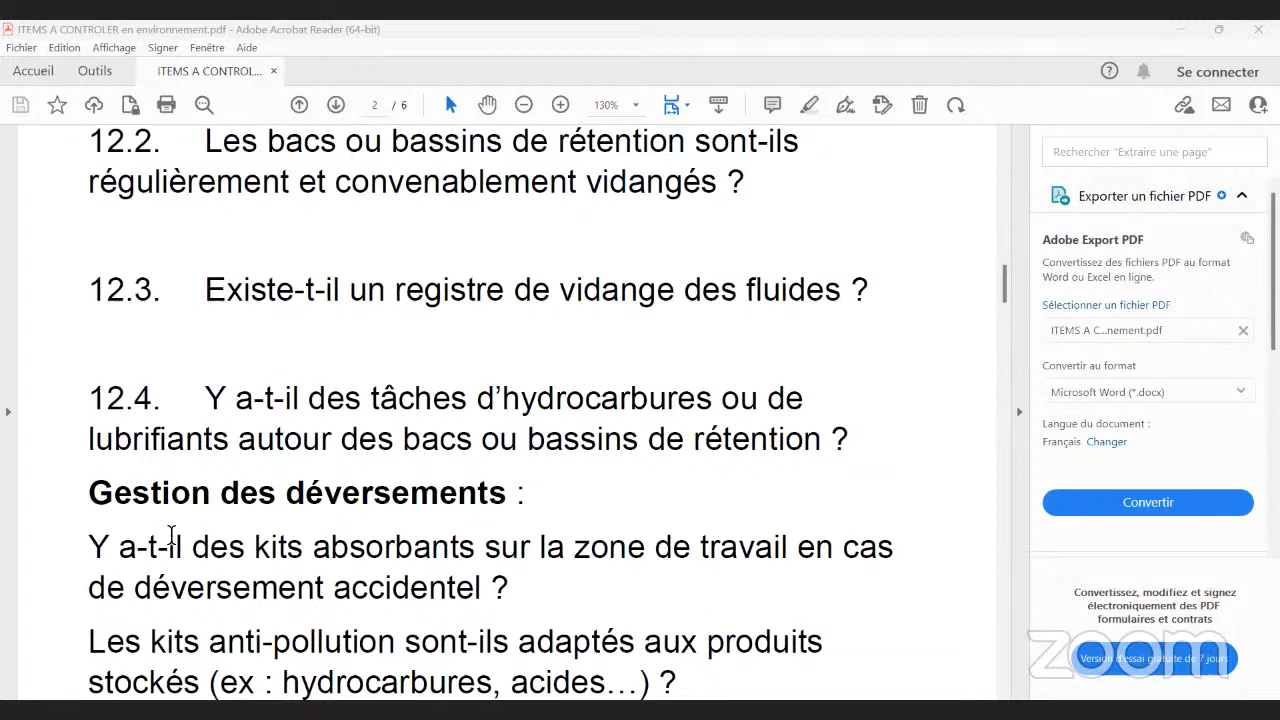 ITEMS A CONTROLER en environnement.pdf - Adobe Acrobat Reader (64-bit)
Fichier Edition Affichage Signer Fenêtre Aide
Accueil Outils ITEMS A CONTROL... × Se connecter
2 / 6 130%
12.2. Les bacs ou bassins de rétention sont-ils
régulièrement et convenablement vidangés ?
12.3. Existe-t-il un registre de vidange des fluides ?
12.4. Y a-t-il des tâches d’hydrocarbures ou de
lubrifiants autour des bacs ou bassins de rétention ?
Gestion des déversements :
Y a-t-il des kits absorbants sur la zone de travail en cas
de déversement accidentel ?
Les kits anti-pollution sont-ils adaptés aux produits
stockés (ex : hydrocarbures, acides…) ?
Rechercher "Extraire une page"
Exporter un fichier PDF
Adobe Export PDF
Convertissez des fichiers PDF au format
Word ou Excel en ligne.
Sélectionner un fichier PDF
ITEMS A C...nement.pdf
Convertir au format
Microsoft Word (*.docx)
Langue du document :
Français Changer
Convertir
Convertissez, modifiez et signez
électroniquement des PDF
formulaires et contrats
Version d'essai gratuite de 7 jours
zoom